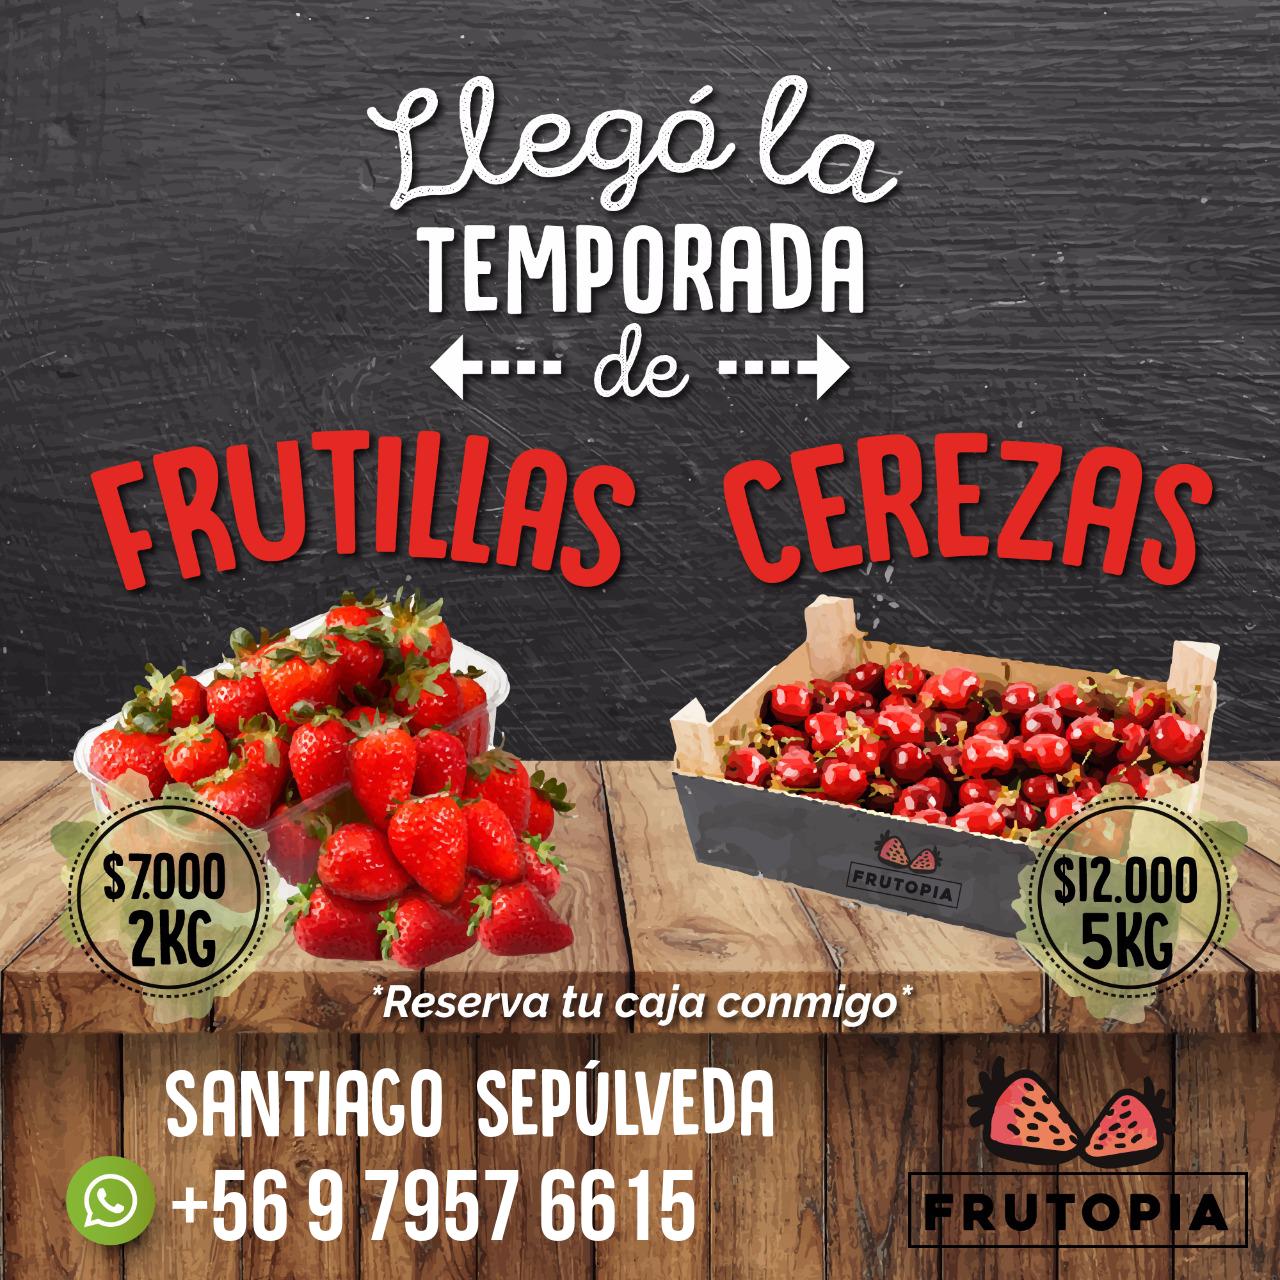 Llegó la
TEMPORADA
de
FRUTILLAS CEREZAS
FRUTOPIA
$7.000
2KG
$12.000
5KG
*Reserva tu caja conmigo*
SANTIAGO SEPÚLVEDA
+56 9 7957 6615
FRUTOPIA